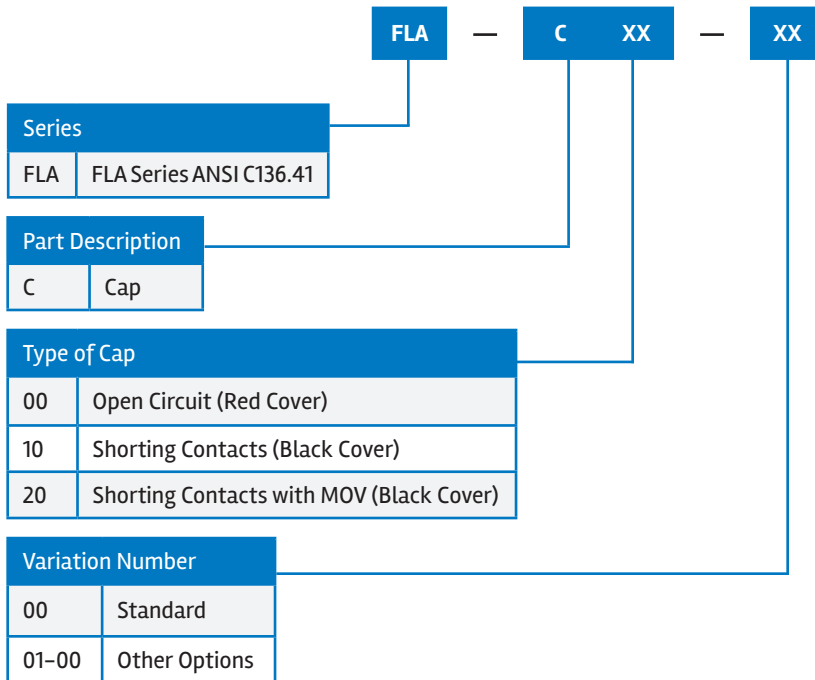 FLA — C XX — XX
Series
FLA FLA Series ANSI C136.41
Part Description
C Cap
Type of Cap
00 Open Circuit (Red Cover)
10 Shorting Contacts (Black Cover)
20 Shorting Contacts with MOV (Black Cover)
Variation Number
00 Standard
01-00 Other Options